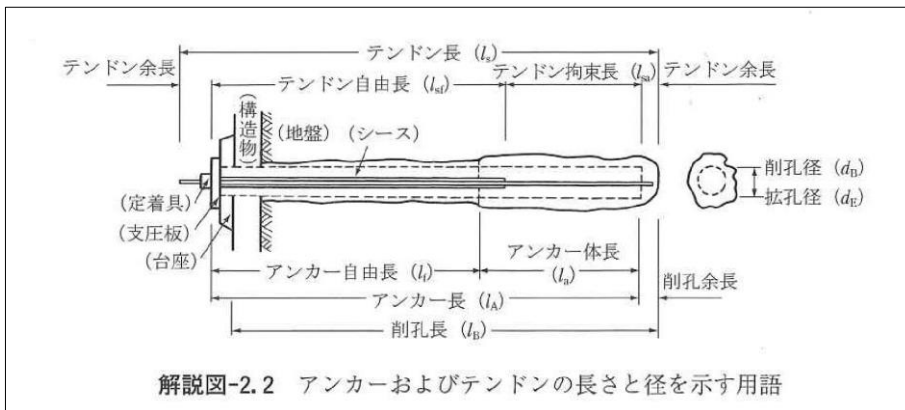 テンドン長 (lₛ)
テンドン余長
テンドン拘束長 (lsa)
テンドン余長
テンドン自由長 (lsf)
(構造物)
(地盤) (シース)
削孔径 (dB)
拡孔径 (dE)
(定着具)
(支圧板)
(台座)
アンカー体長
(la)
アンカー自由長 (lf)
削孔余長
アンカー長 (lA)
削孔長 (lB)
解説図-2.2 アンカーおよびテンドンの長さと径を示す用語